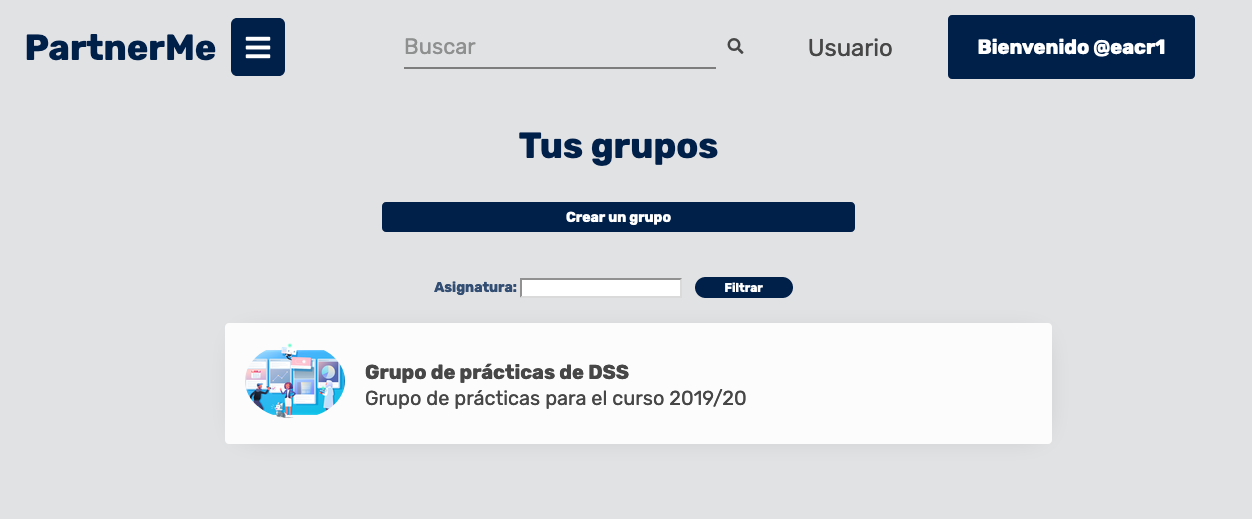 PartnerMe
Buscar
Usuario
Bienvenido @eacr1
Tus grupos
Crear un grupo
Asignatura:
Filtrar
Grupo de prácticas de DSS
Grupo de prácticas para el curso 2019/20